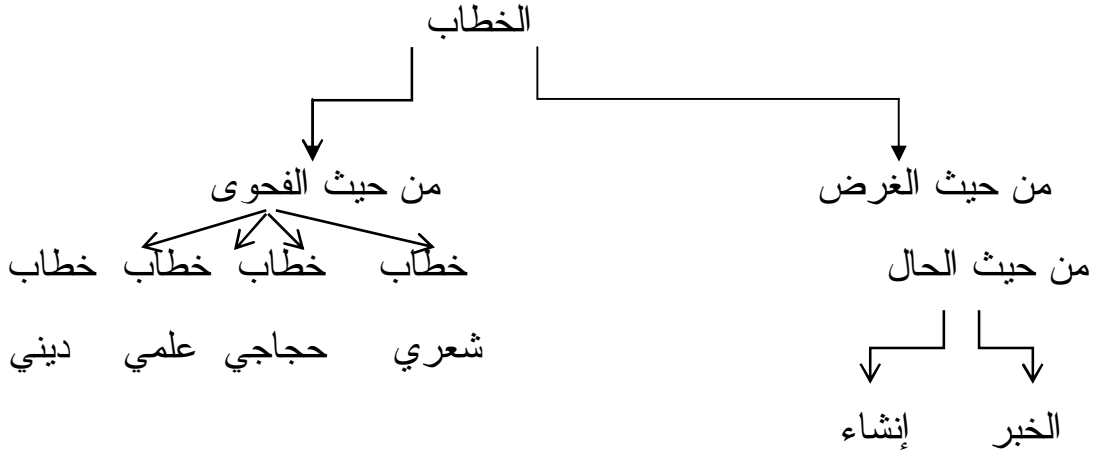 الخطاب
من حيث الغرض من حيث الفحوى
من حيث الحال خطاب خطاب خطاب خطاب
شعري حجاجي علمي ديني
الخبر إنشاء